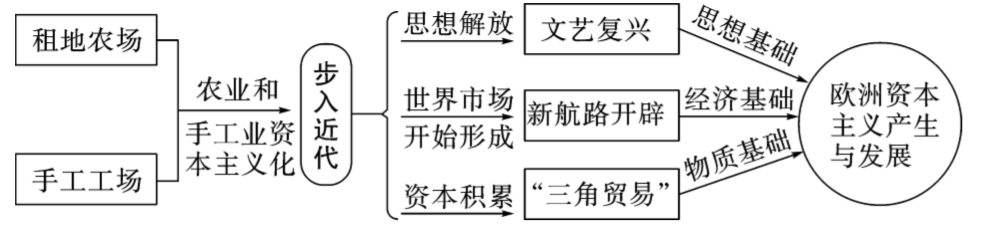 租地农场
手工工场
农业和
手工业资
本主义化
步入近代
思想解放
文艺复兴
思想基础
世界市场
开始形成
新航路开辟
经济基础
资本积累
“三角贸易”
物质基础
欧洲资本
主义产生
与发展